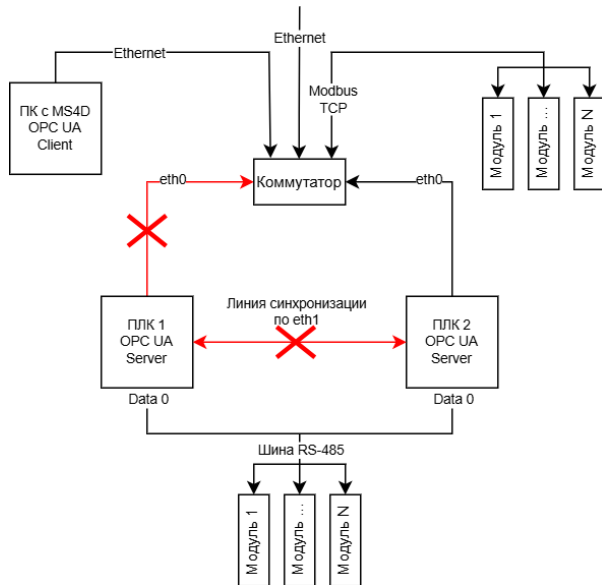 Ethernet
Ethernet
Modbus
TCP
ПК с MS4D
OPC UA
Client
Модуль 1
Модуль ...
Модуль N
eth0
Коммутатор
eth0
Линия синхронизации
по eth1
ПЛК 1
OPC UA
Server
ПЛК 2
OPC UA
Server
Data 0
Data 0
Шина RS-485
Модуль 1
Модуль ...
Модуль N